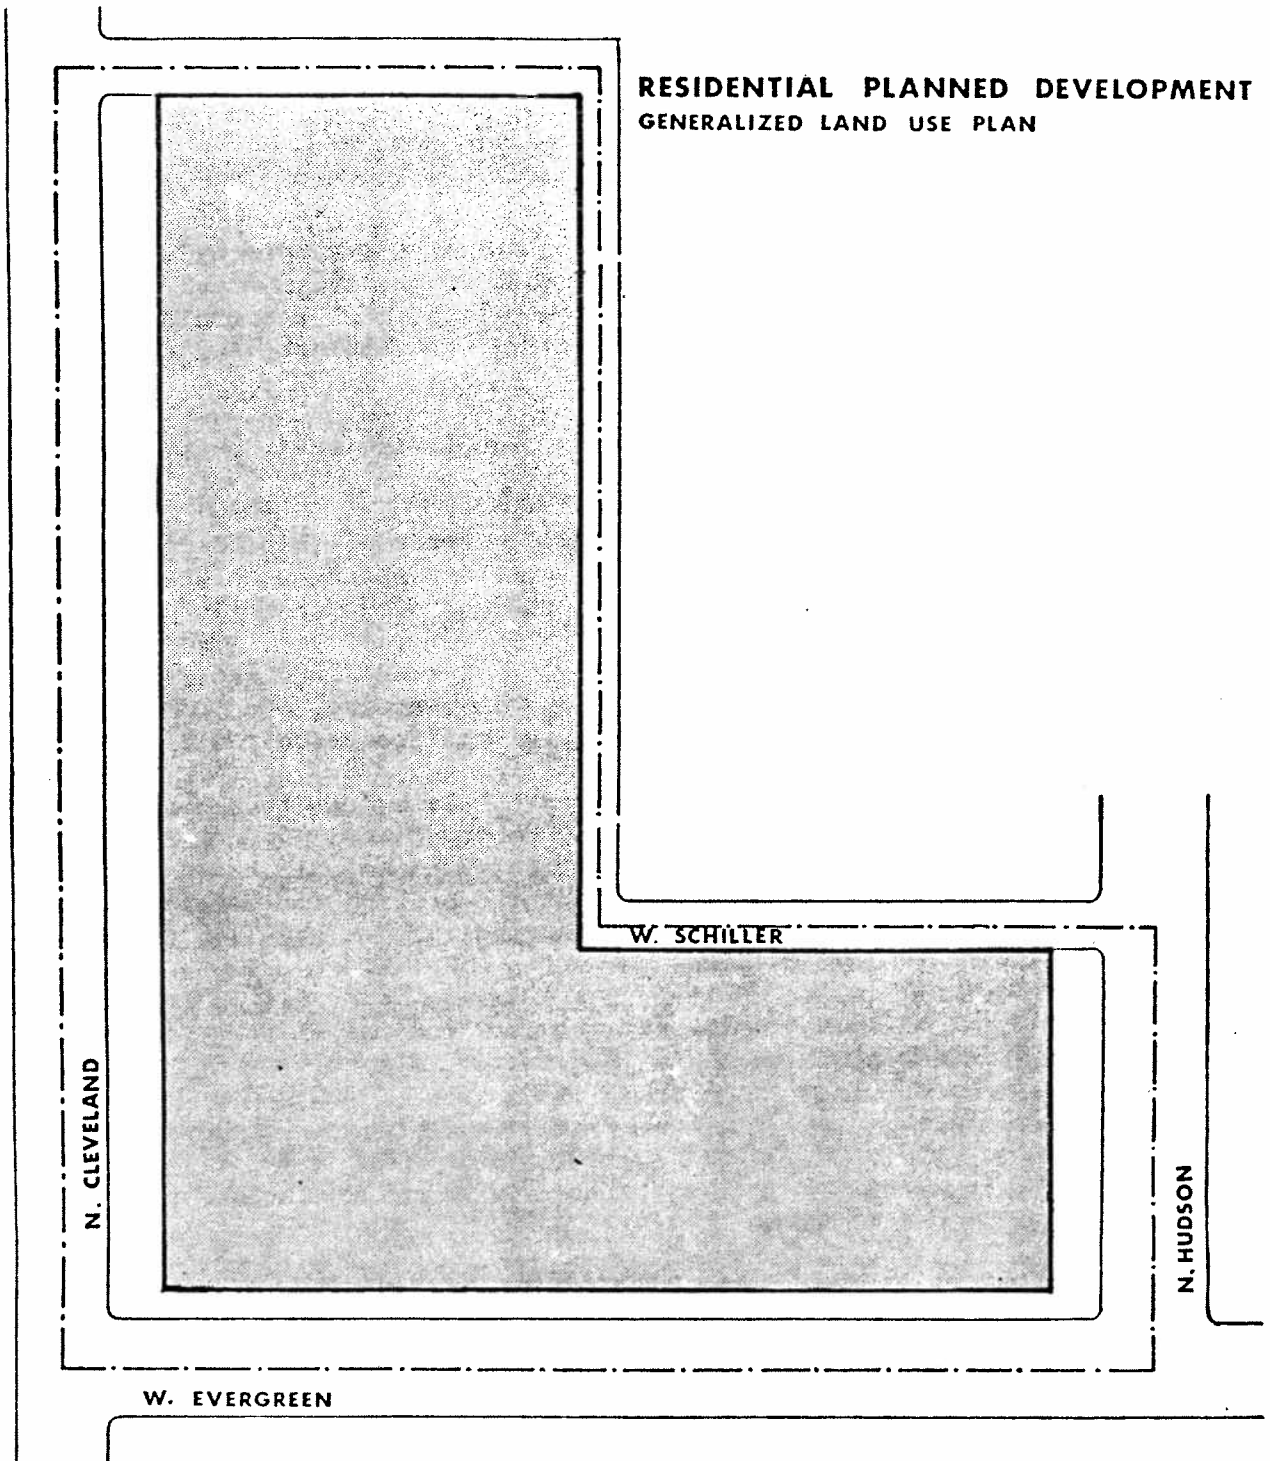 RESIDENTIAL PLANNED DEVELOPMENT
GENERALIZED LAND USE PLAN
W. SCHILLER
N. CLEVELAND
N. HUDSON
W. EVERGREEN